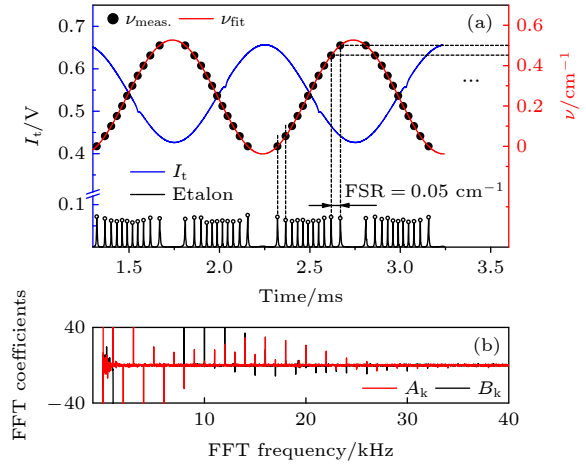 ν_meas. ν_fit (a)
0.7
0.6
0.5
0.4
0.1
I_t/V
0.6
0.4
0.2
0
ν/cm⁻¹
...
I_t
Etalon
FSR = 0.05 cm⁻¹
1.5 2.0 2.5 3.0 3.5
Time/ms
40
0
−40
FFT coefficients
(b)
A_k B_k
10 20 30 40
FFT frequency/kHz